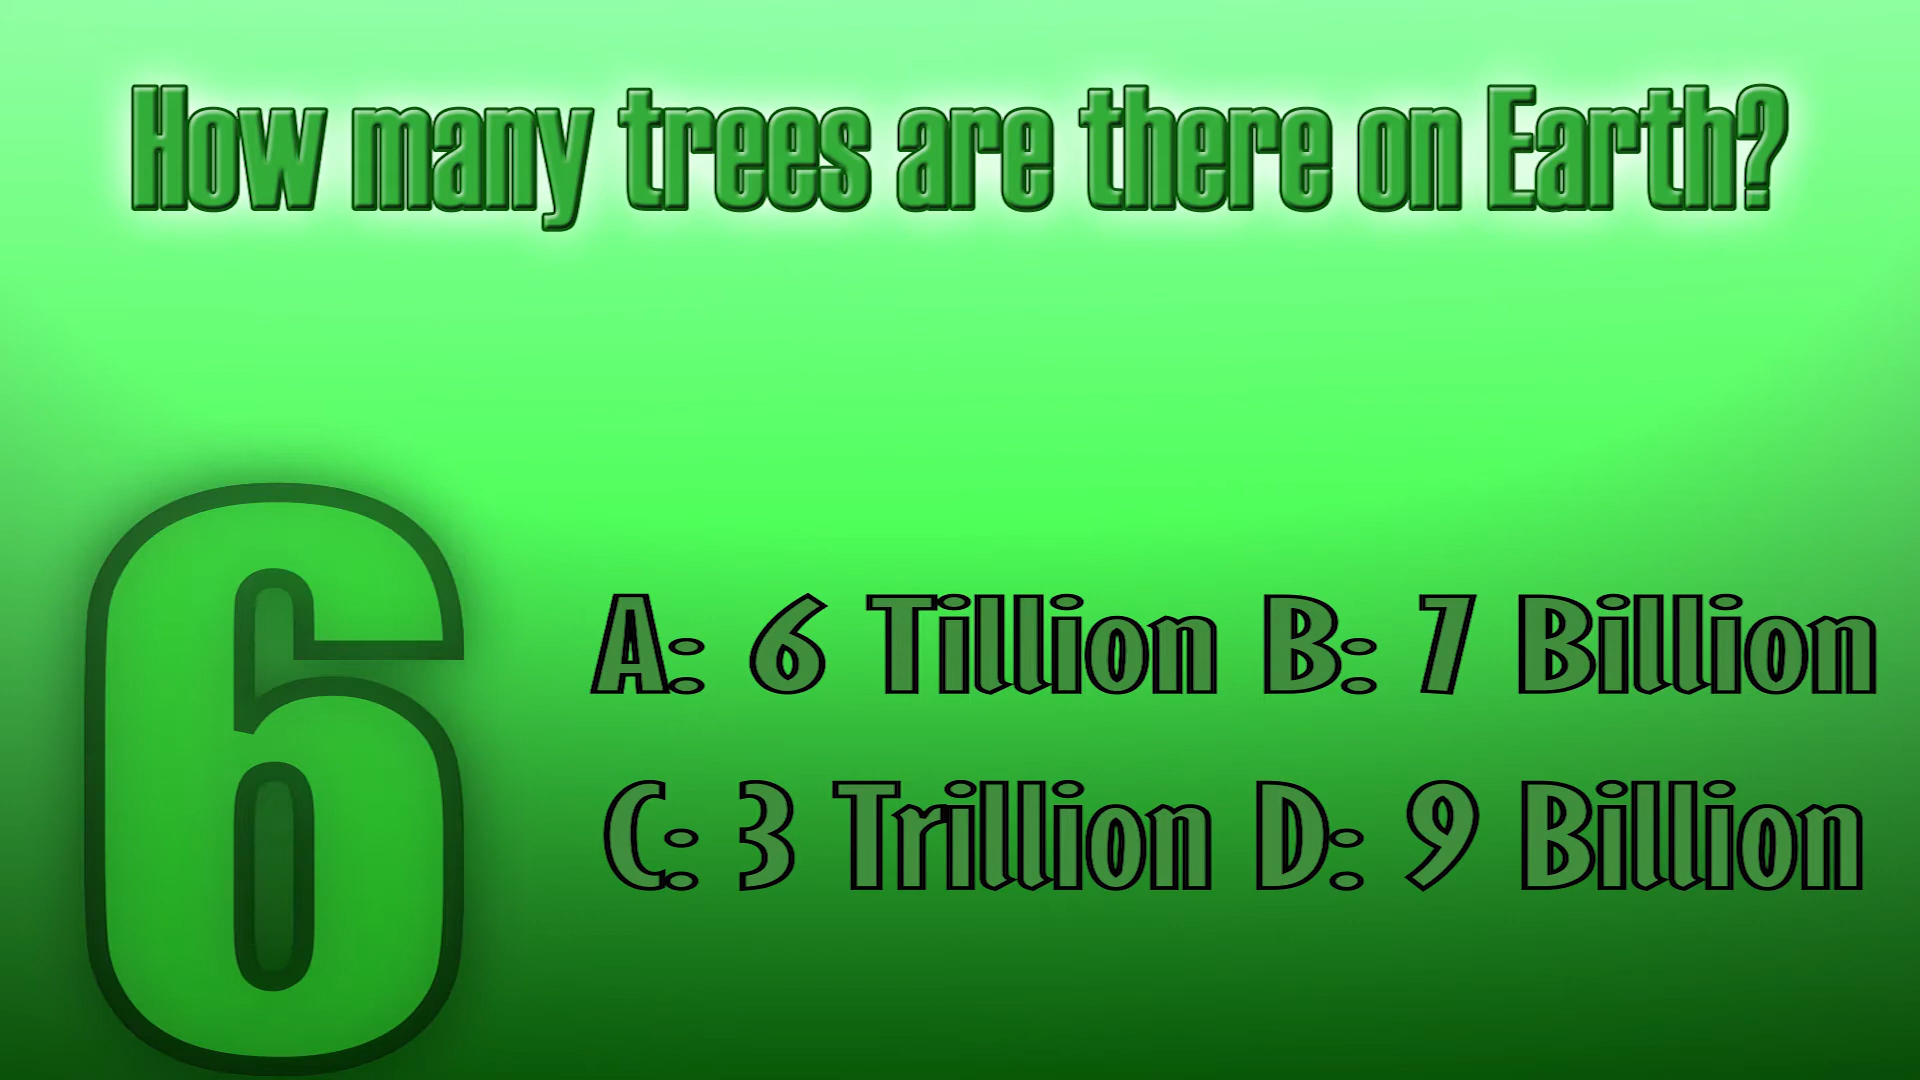 How many trees are there on Earth?
6
A: 6 Tillion B: 7 Billion
C: 3 Trillion D: 9 Billion